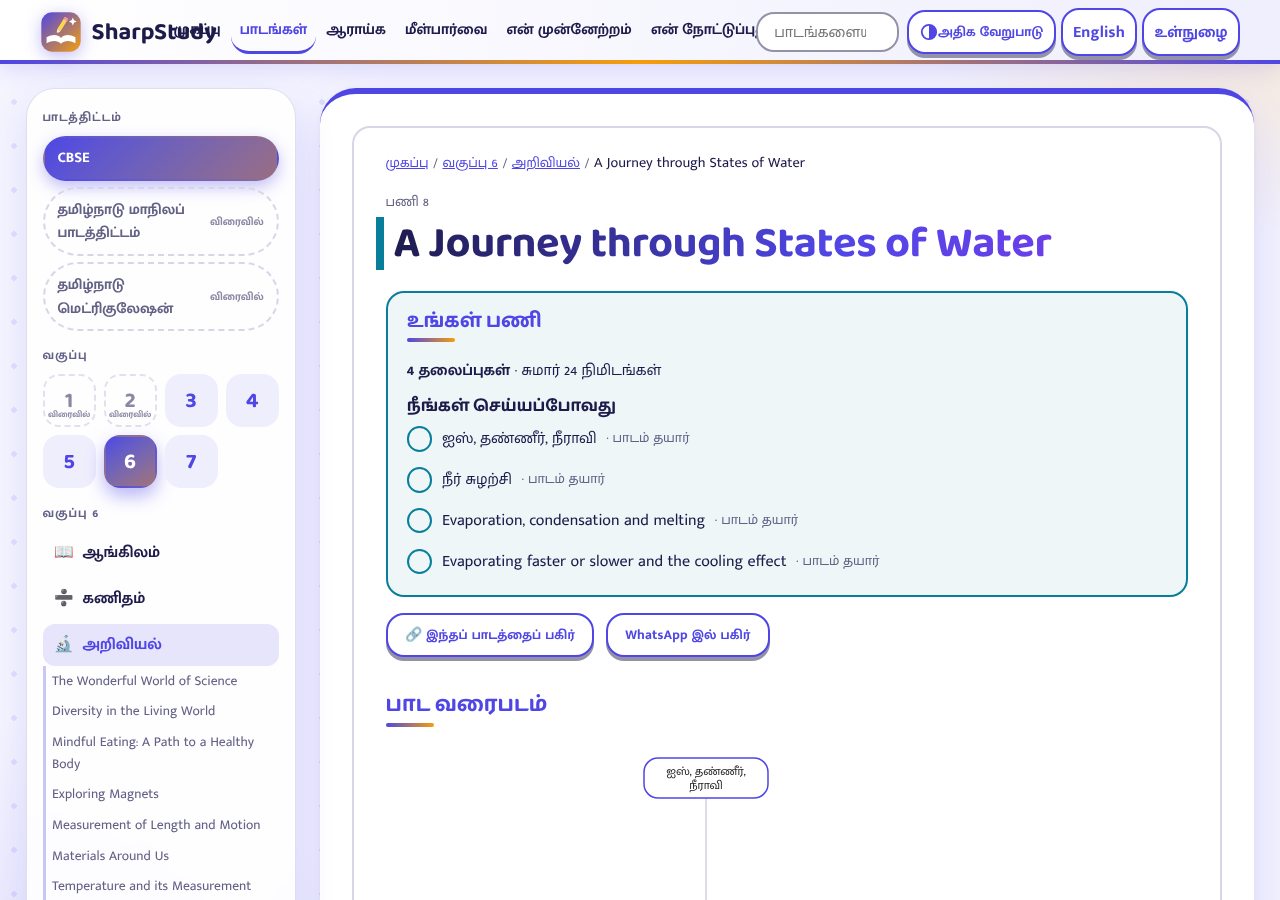 SharpStudy
முகப்பு பாடங்கள் ஆராய்க மீள்பார்வை என் முன்னேற்றம் என் நோட்டுப்பு
பாடங்களை
அதிக வேறுபாடு English உள்நுழை
பாடத்திட்டம்
CBSE
தமிழ்நாடு மாநிலப் பாடத்திட்டம் விரைவில்
தமிழ்நாடு மெட்ரிகுலேஷன் விரைவில்
வகுப்பு
1 விரைவில் 2 விரைவில் 3 4
5 6 7
வகுப்பு 6
ஆங்கிலம்
கணிதம்
அறிவியல்
The Wonderful World of Science
Diversity in the Living World
Mindful Eating: A Path to a Healthy
Body
Exploring Magnets
Measurement of Length and Motion
Materials Around Us
Temperature and its Measurement
முகப்பு / வகுப்பு 6 / அறிவியல் / A Journey through States of Water
பணி 8
A Journey through States of Water
உங்கள் பணி
4 தலைப்புகள் · சுமார் 24 நிமிடங்கள்
நீங்கள் செய்யப்போவது
ஐஸ், தண்ணீர், நீராவி · பாடம் தயார்
நீர் சுழற்சி · பாடம் தயார்
Evaporation, condensation and melting · பாடம் தயார்
Evaporating faster or slower and the cooling effect · பாடம் தயார்
இந்தப் பாடத்தைப் பகிர் WhatsApp இல் பகிர்
பாட வரைபடம்
ஐஸ், தண்ணீர்,
நீராவி